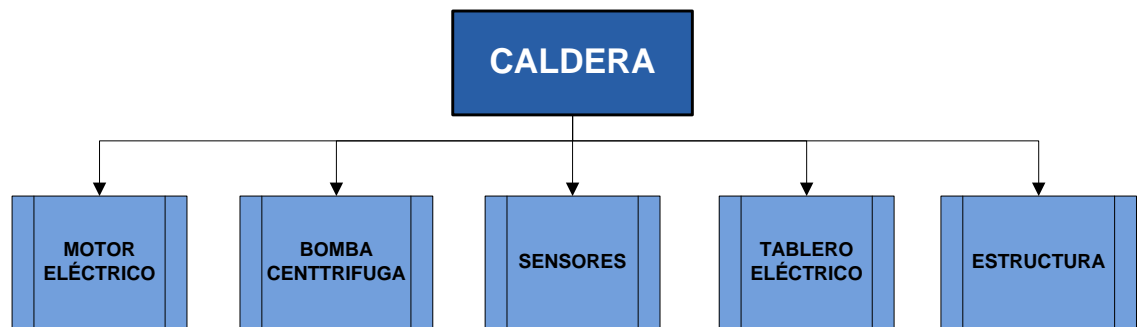 CALDERA
MOTOR
ELÉCTRICO
BOMBA
CENTTRIFUGA
SENSORES
TABLERO
ELÉCTRICO
ESTRUCTURA